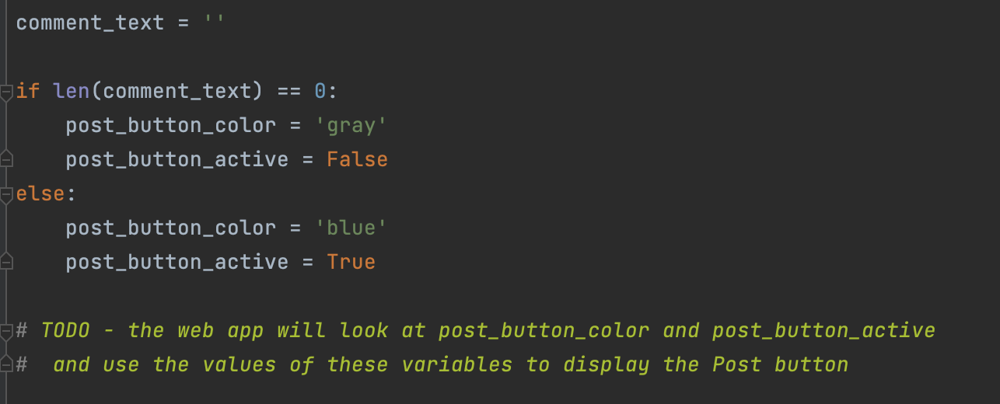 comment_text = ''
if len(comment_text) == 0:
    post_button_color = 'gray'
    post_button_active = False
else:
    post_button_color = 'blue'
    post_button_active = True
# TODO - the web app will look at post_button_color and post_button_active
#  and use the values of these variables to display the Post button